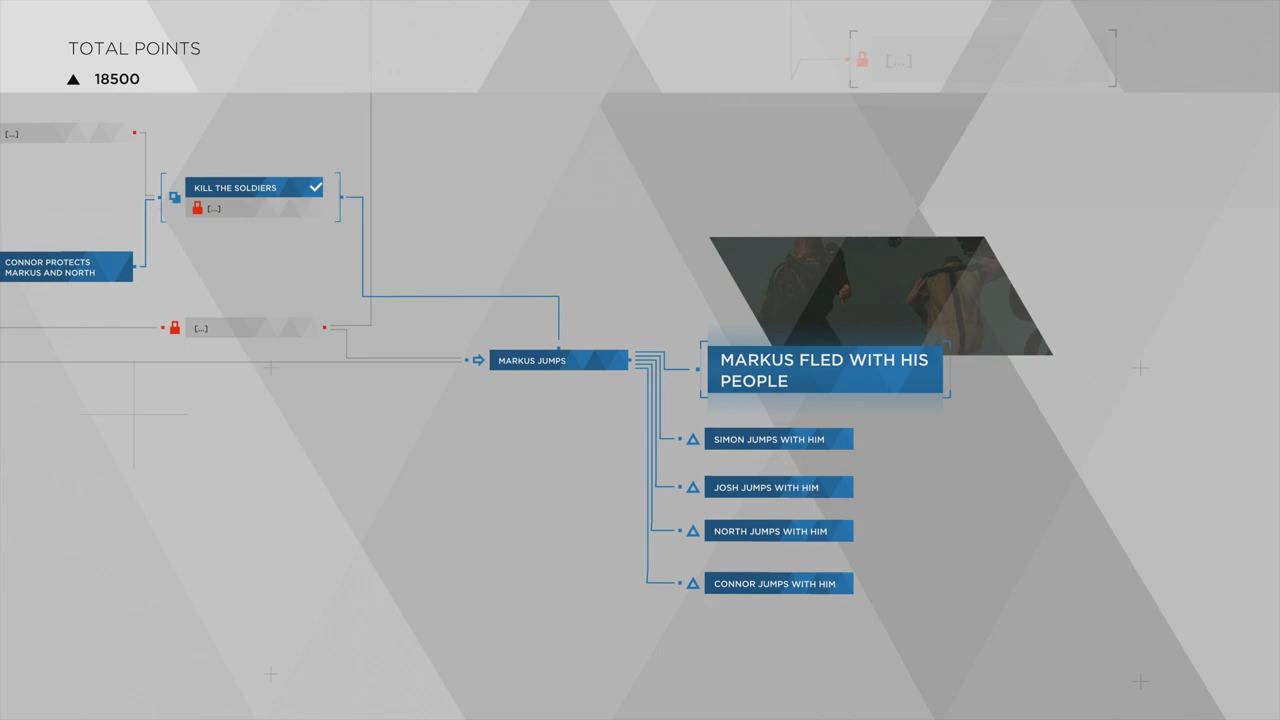 TOTAL POINTS
18500
[...]
[...]
KILL THE SOLDIERS
[...]
CONNOR PROTECTS
MARKUS AND NORTH
[...]
MARKUS JUMPS
MARKUS FLED WITH HIS
PEOPLE
SIMON JUMPS WITH HIM
JOSH JUMPS WITH HIM
NORTH JUMPS WITH HIM
CONNOR JUMPS WITH HIM